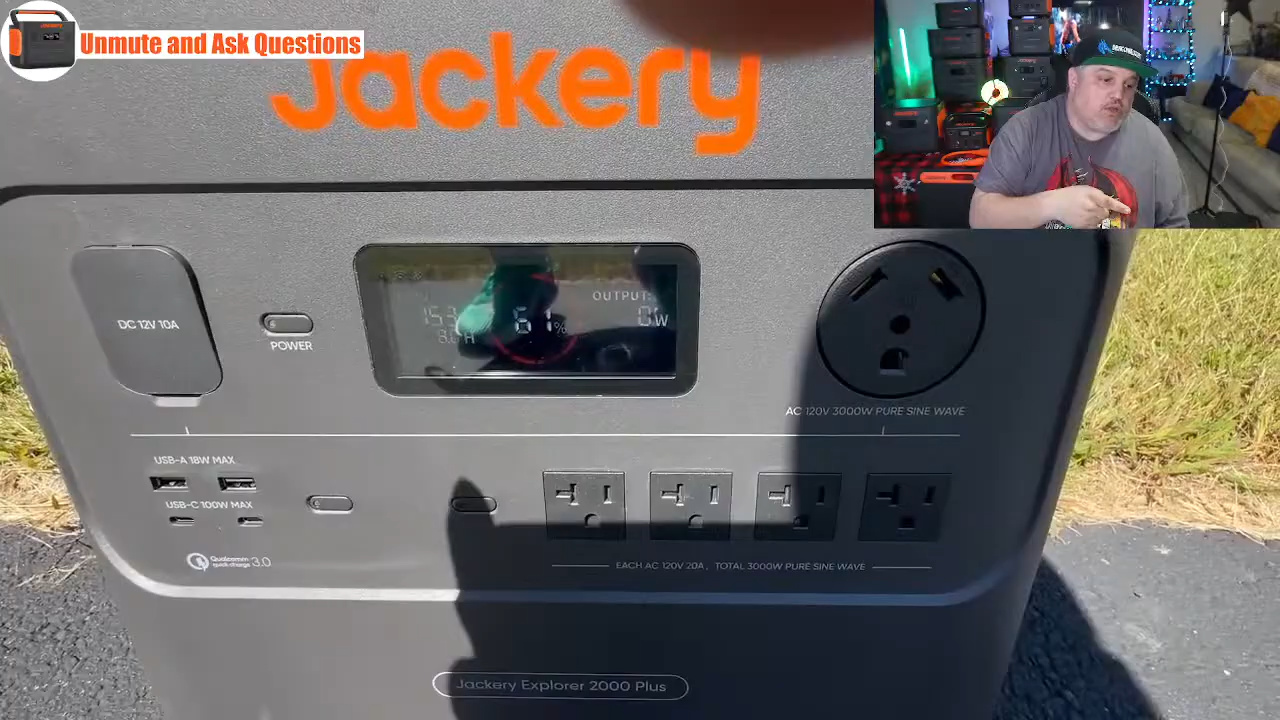 Unmute and Ask Questions
Jackery
DC 12V 10A
POWER
61%
OUTPUT:
0W
AC 120V 3000W PURE SINE WAVE
USB-A 18W MAX
USB-C 100W MAX
Qualcomm
quick charge 3.0
EACH AC 120V 20A, TOTAL 3000W PURE SINE WAVE
Jackery Explorer 2000 Plus